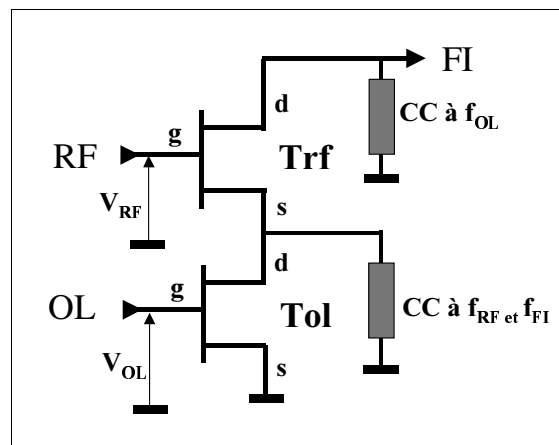 FI
d
CC à fOL
g
RF
Trf
VRF
s
d
g
OL
Tol
CC à fRF et fFI
VOL
s